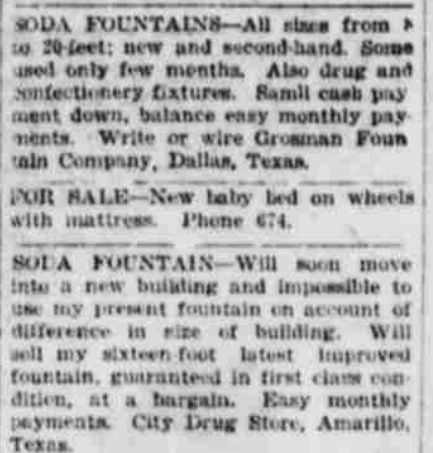 SODA FOUNTAINS—All sizes from
to 20-feet; new and second-hand. Some
used only few months. Also drug and
confectionery fixtures. Samll cash pay
ment down, balance easy monthly pay-
ments. Write or wire Grosman Foun
tain Company, Dallas, Texas.
FOR SALE—New baby bed on wheels
with mattress. Phone 674.
SODA FOUNTAIN—Will soon move
into a new building and impossible to
use my present fountain on account of
difference in size of building. Will
sell my sixteen-foot latest improved
fountain, guaranteed in first class con-
dition, at a bargain. Easy monthly
payments. City Drug Store, Amarillo,
Texas.